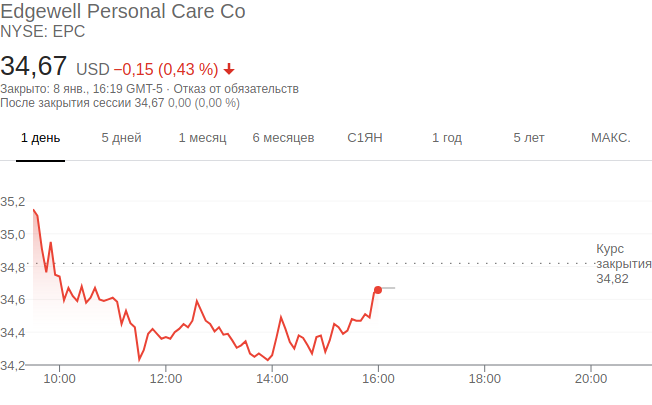 Edgewell Personal Care Co
NYSE: EPC
34,67 USD −0,15 (0,43 %)
Закрыто: 8 янв., 16:19 GMT-5 · Отказ от обязательств
После закрытия сессии 34,67 0,00 (0,00 %)
1 день 5 дней 1 месяц 6 месяцев С1ЯН 1 год 5 лет МАКС.
35,2
35,0
Курс
34,8 закрытия
34,82
34,6
34,4
34,2
10:00 12:00 14:00 16:00 18:00 20:00